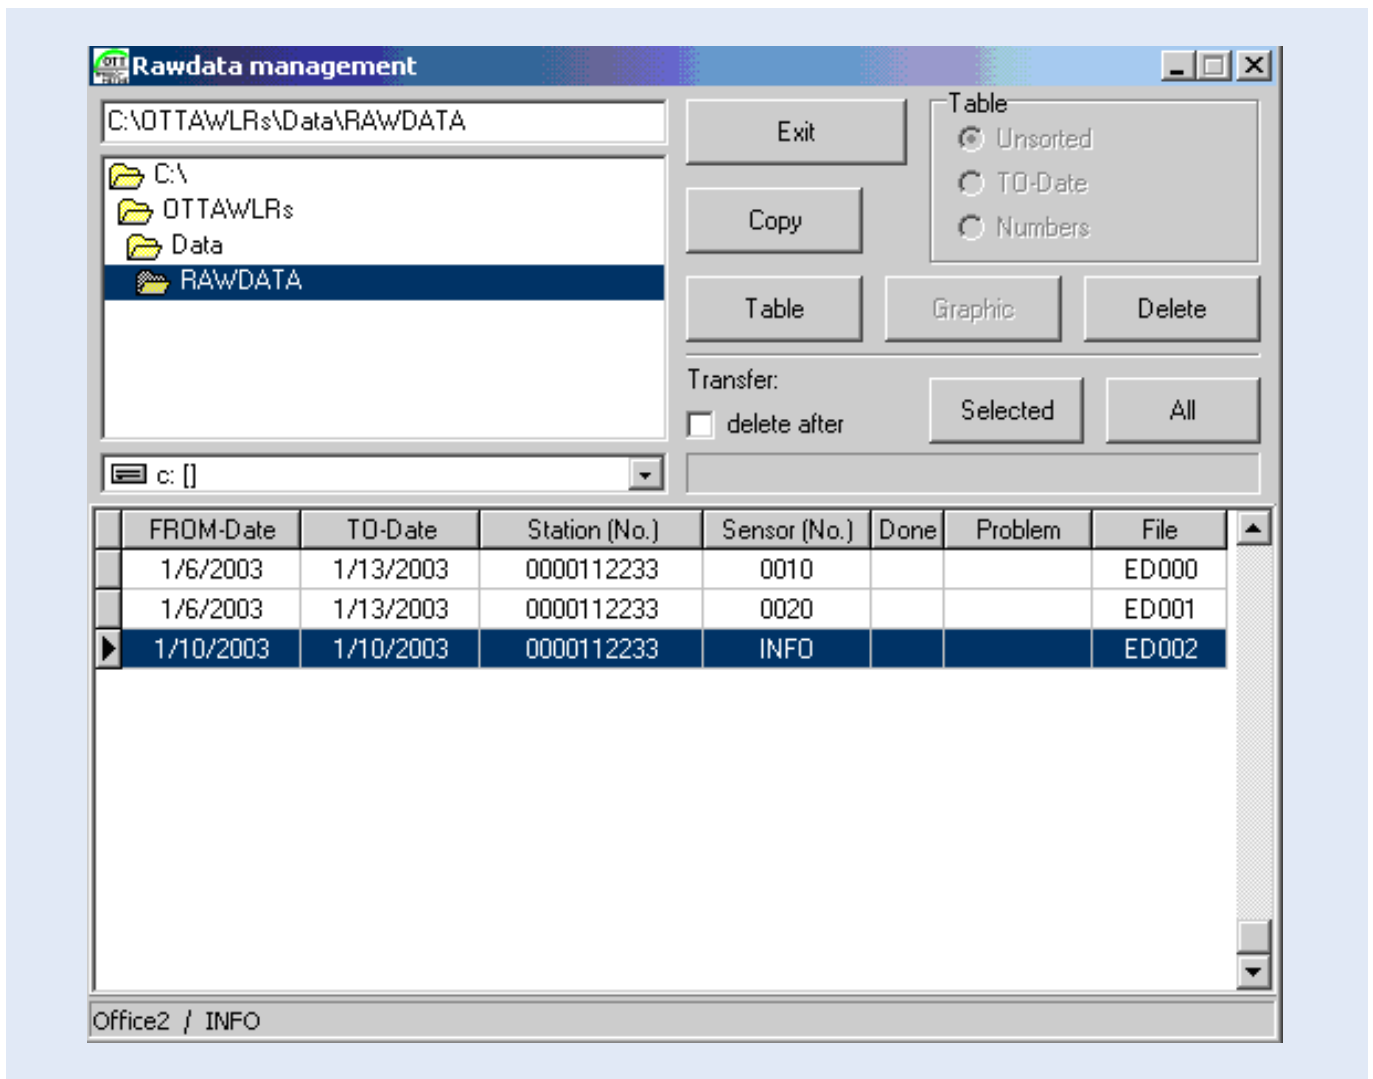 Rawdata management
C:\OTTAWLRs\Data\RAWDATA
C:\
OTTAWLRs
Data
RAWDATA
c: []
Exit
Copy
Table
Unsorted
TO-Date
Numbers
Table
Graphic
Delete
Transfer:
delete after
Selected
All
FROM-Date TO-Date Station (No.) Sensor (No.) Done Problem File
1/6/2003 1/13/2003 0000112233 0010 ED000
1/6/2003 1/13/2003 0000112233 0020 ED001
1/10/2003 1/10/2003 0000112233 INFO ED002
Office2 / INFO